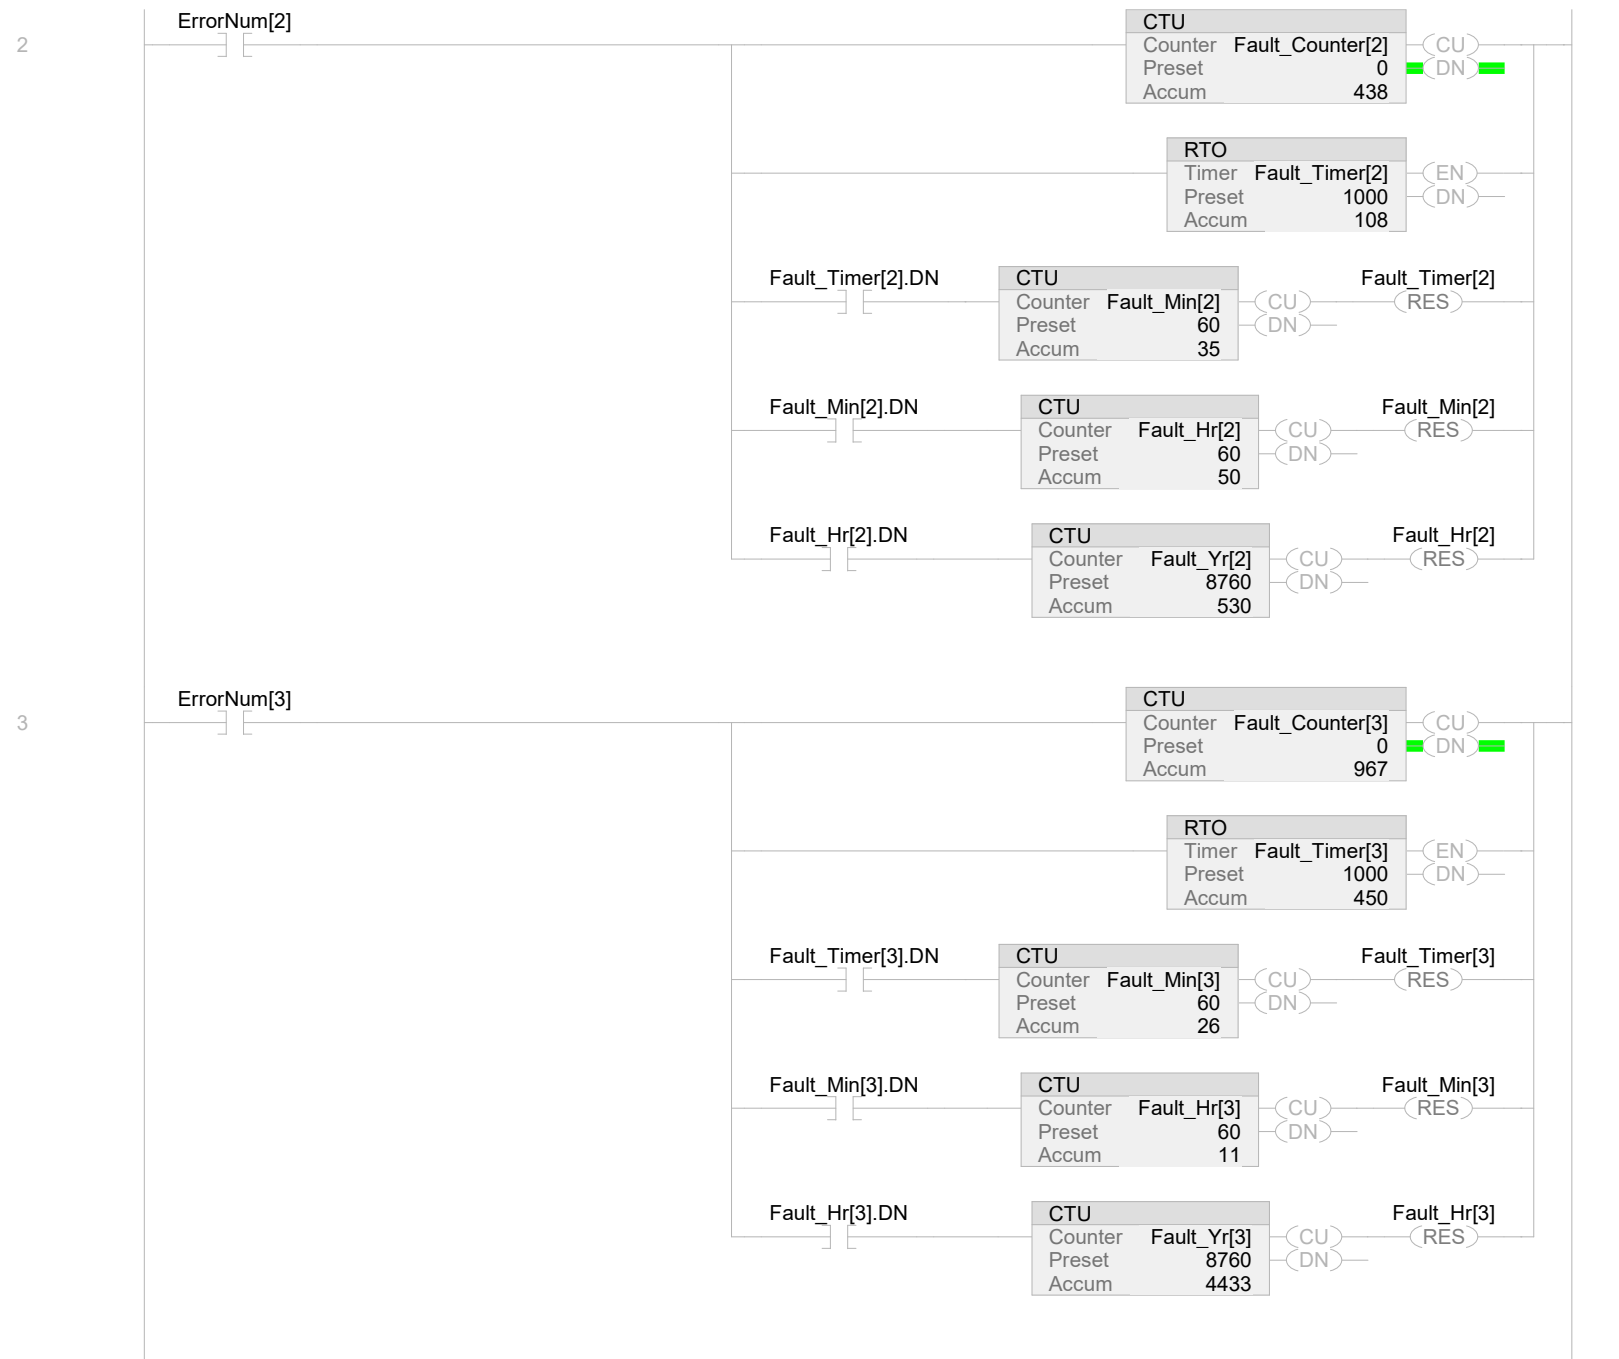 ErrorNum[2]
CTU
2
Counter Fault_Counter[2] CU
Preset 0 DN
Accum 438
RTO
Timer Fault_Timer[2] EN
Preset 1000 DN
Accum 108
Fault_Timer[2].DN CTU Fault_Timer[2]
Counter Fault_Min[2] CU RES
Preset 60 DN
Accum 35
Fault_Min[2].DN CTU Fault_Min[2]
Counter Fault_Hr[2] CU RES
Preset 60 DN
Accum 50
Fault_Hr[2].DN CTU Fault_Hr[2]
Counter Fault_Yr[2] CU RES
Preset 8760 DN
Accum 530
ErrorNum[3]
CTU
3
Counter Fault_Counter[3] CU
Preset 0 DN
Accum 967
RTO
Timer Fault_Timer[3] EN
Preset 1000 DN
Accum 450
Fault_Timer[3].DN CTU Fault_Timer[3]
Counter Fault_Min[3] CU RES
Preset 60 DN
Accum 26
Fault_Min[3].DN CTU Fault_Min[3]
Counter Fault_Hr[3] CU RES
Preset 60 DN
Accum 11
Fault_Hr[3].DN CTU Fault_Hr[3]
Counter Fault_Yr[3] CU RES
Preset 8760 DN
Accum 4433